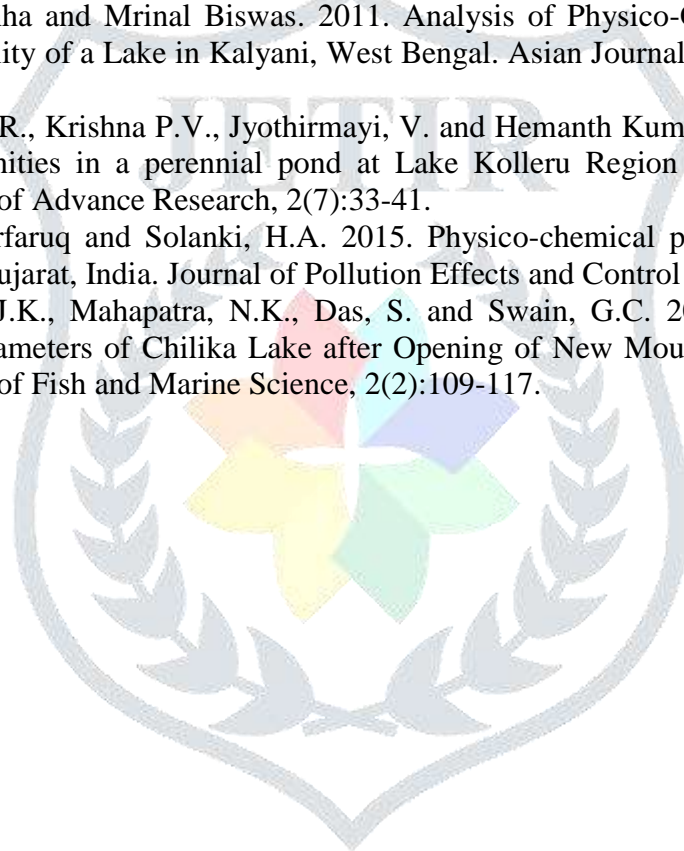 ha and Mrinal Biswas. 2011. Analysis of Physico-
lity of a Lake in Kalyani, West Bengal. Asian Journal
R., Krishna P.V., Jyothirmayi, V. and Hemanth Kum
nities in a perennial pond at Lake Kolleru Region
of Advance Research, 2(7):33-41.
rfaruq and Solanki, H.A. 2015. Physico-chemical p
ujarat, India. Journal of Pollution Effects and Control
J.K., Mahapatra, N.K., Das, S. and Swain, G.C. 20
ameters of Chilika Lake after Opening of New Mou
of Fish and Marine Science, 2(2):109-117.
JETIR